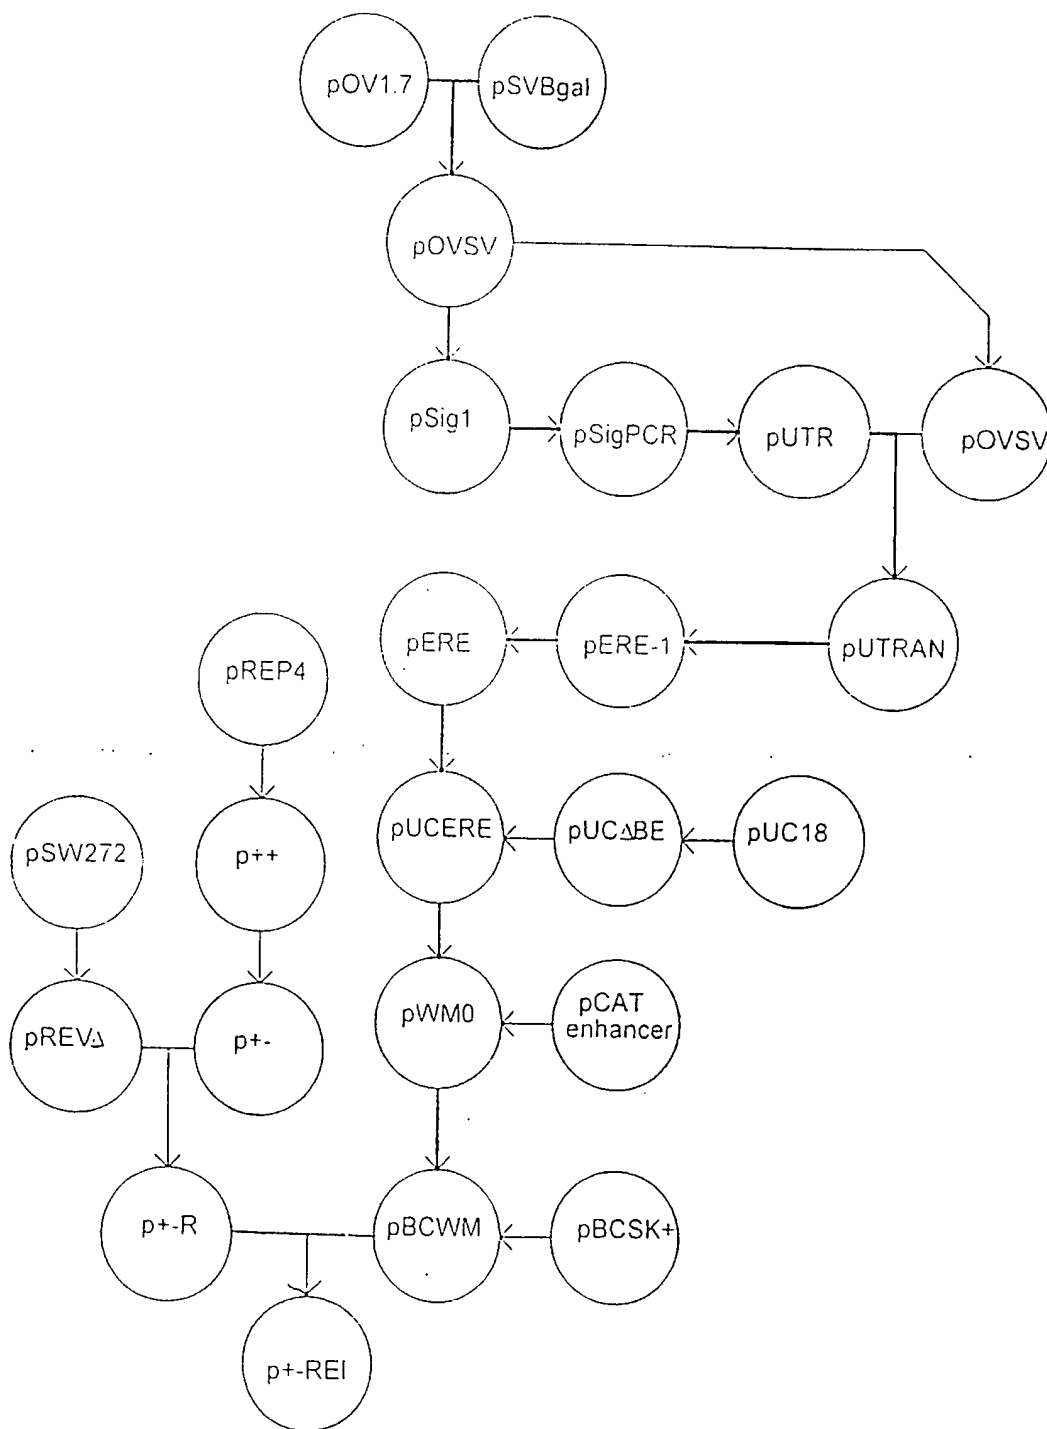 pOV1.7
pSVBgal
pOVSV
pSig1
pSigPCR
pUTR
pOVSV
pERE
pERE-1
pUTRAN
pREP4
pSW272
p++
pUCERE
pUCΔBE
pUC18
pREVΔ
p+-
pWM0
pCAT
enhancer
p+-R
pBCWM
pBCSK+
p+-REI